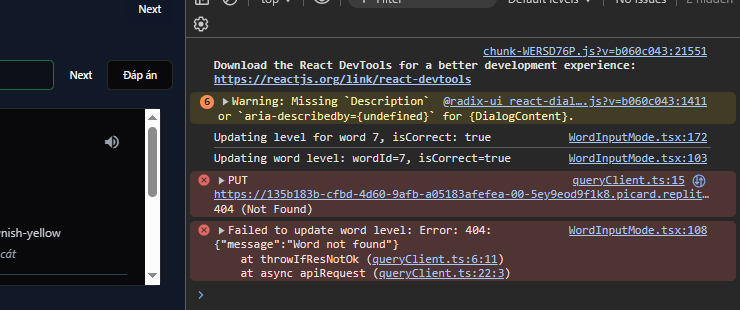 Next
Next
Đáp án
nish-yellow
cát
top
Filter
Default levels
No Issues
2 hidden
chunk-WERSD76P.js?v=b060c043:21551
Download the React DevTools for a better development experience:
https://reactjs.org/link/react-devtools
6
Warning: Missing `Description` @radix-ui react-dial….js?v=b060c043:1411
or `aria-describedby={undefined}` for {DialogContent}.
Updating level for word 7, isCorrect: true WordInputMode.tsx:172
Updating word level: wordId=7, isCorrect=true WordInputMode.tsx:103
PUT queryClient.ts:15
https://135b183b-cfbd-4d60-9afb-a05183afefea-00-5ey9eod9f1k8.picard.replit…
404 (Not Found)
Failed to update word level: Error: 404: WordInputMode.tsx:108
{"message":"Word not found"}
at throwIfResNotOk (queryClient.ts:6:11)
at async apiRequest (queryClient.ts:22:3)